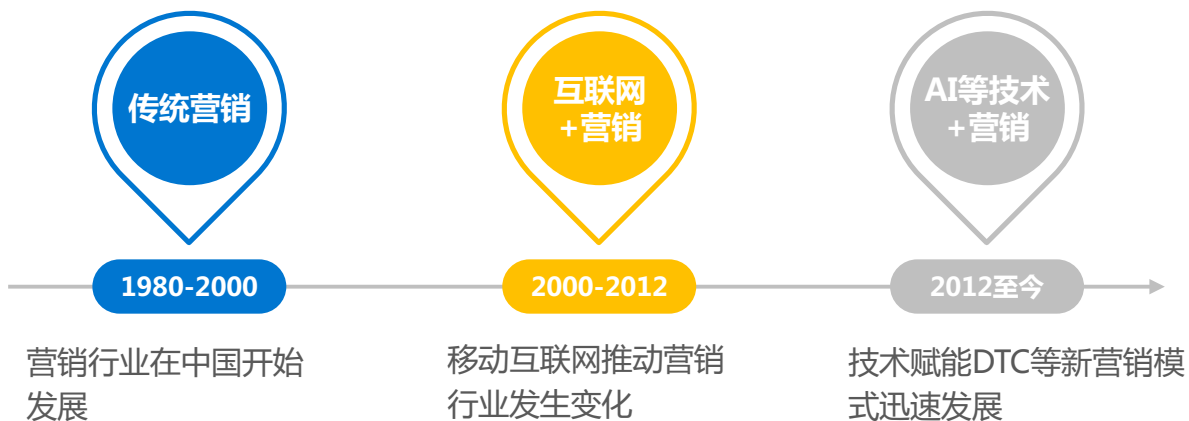 传统营销
互联网
+营销
AI等技术
+营销
1980-2000
2000-2012
2012至今
营销行业在中国开始
发展
移动互联网推动营销
行业发生变化
技术赋能DTC等新营销模
式迅速发展